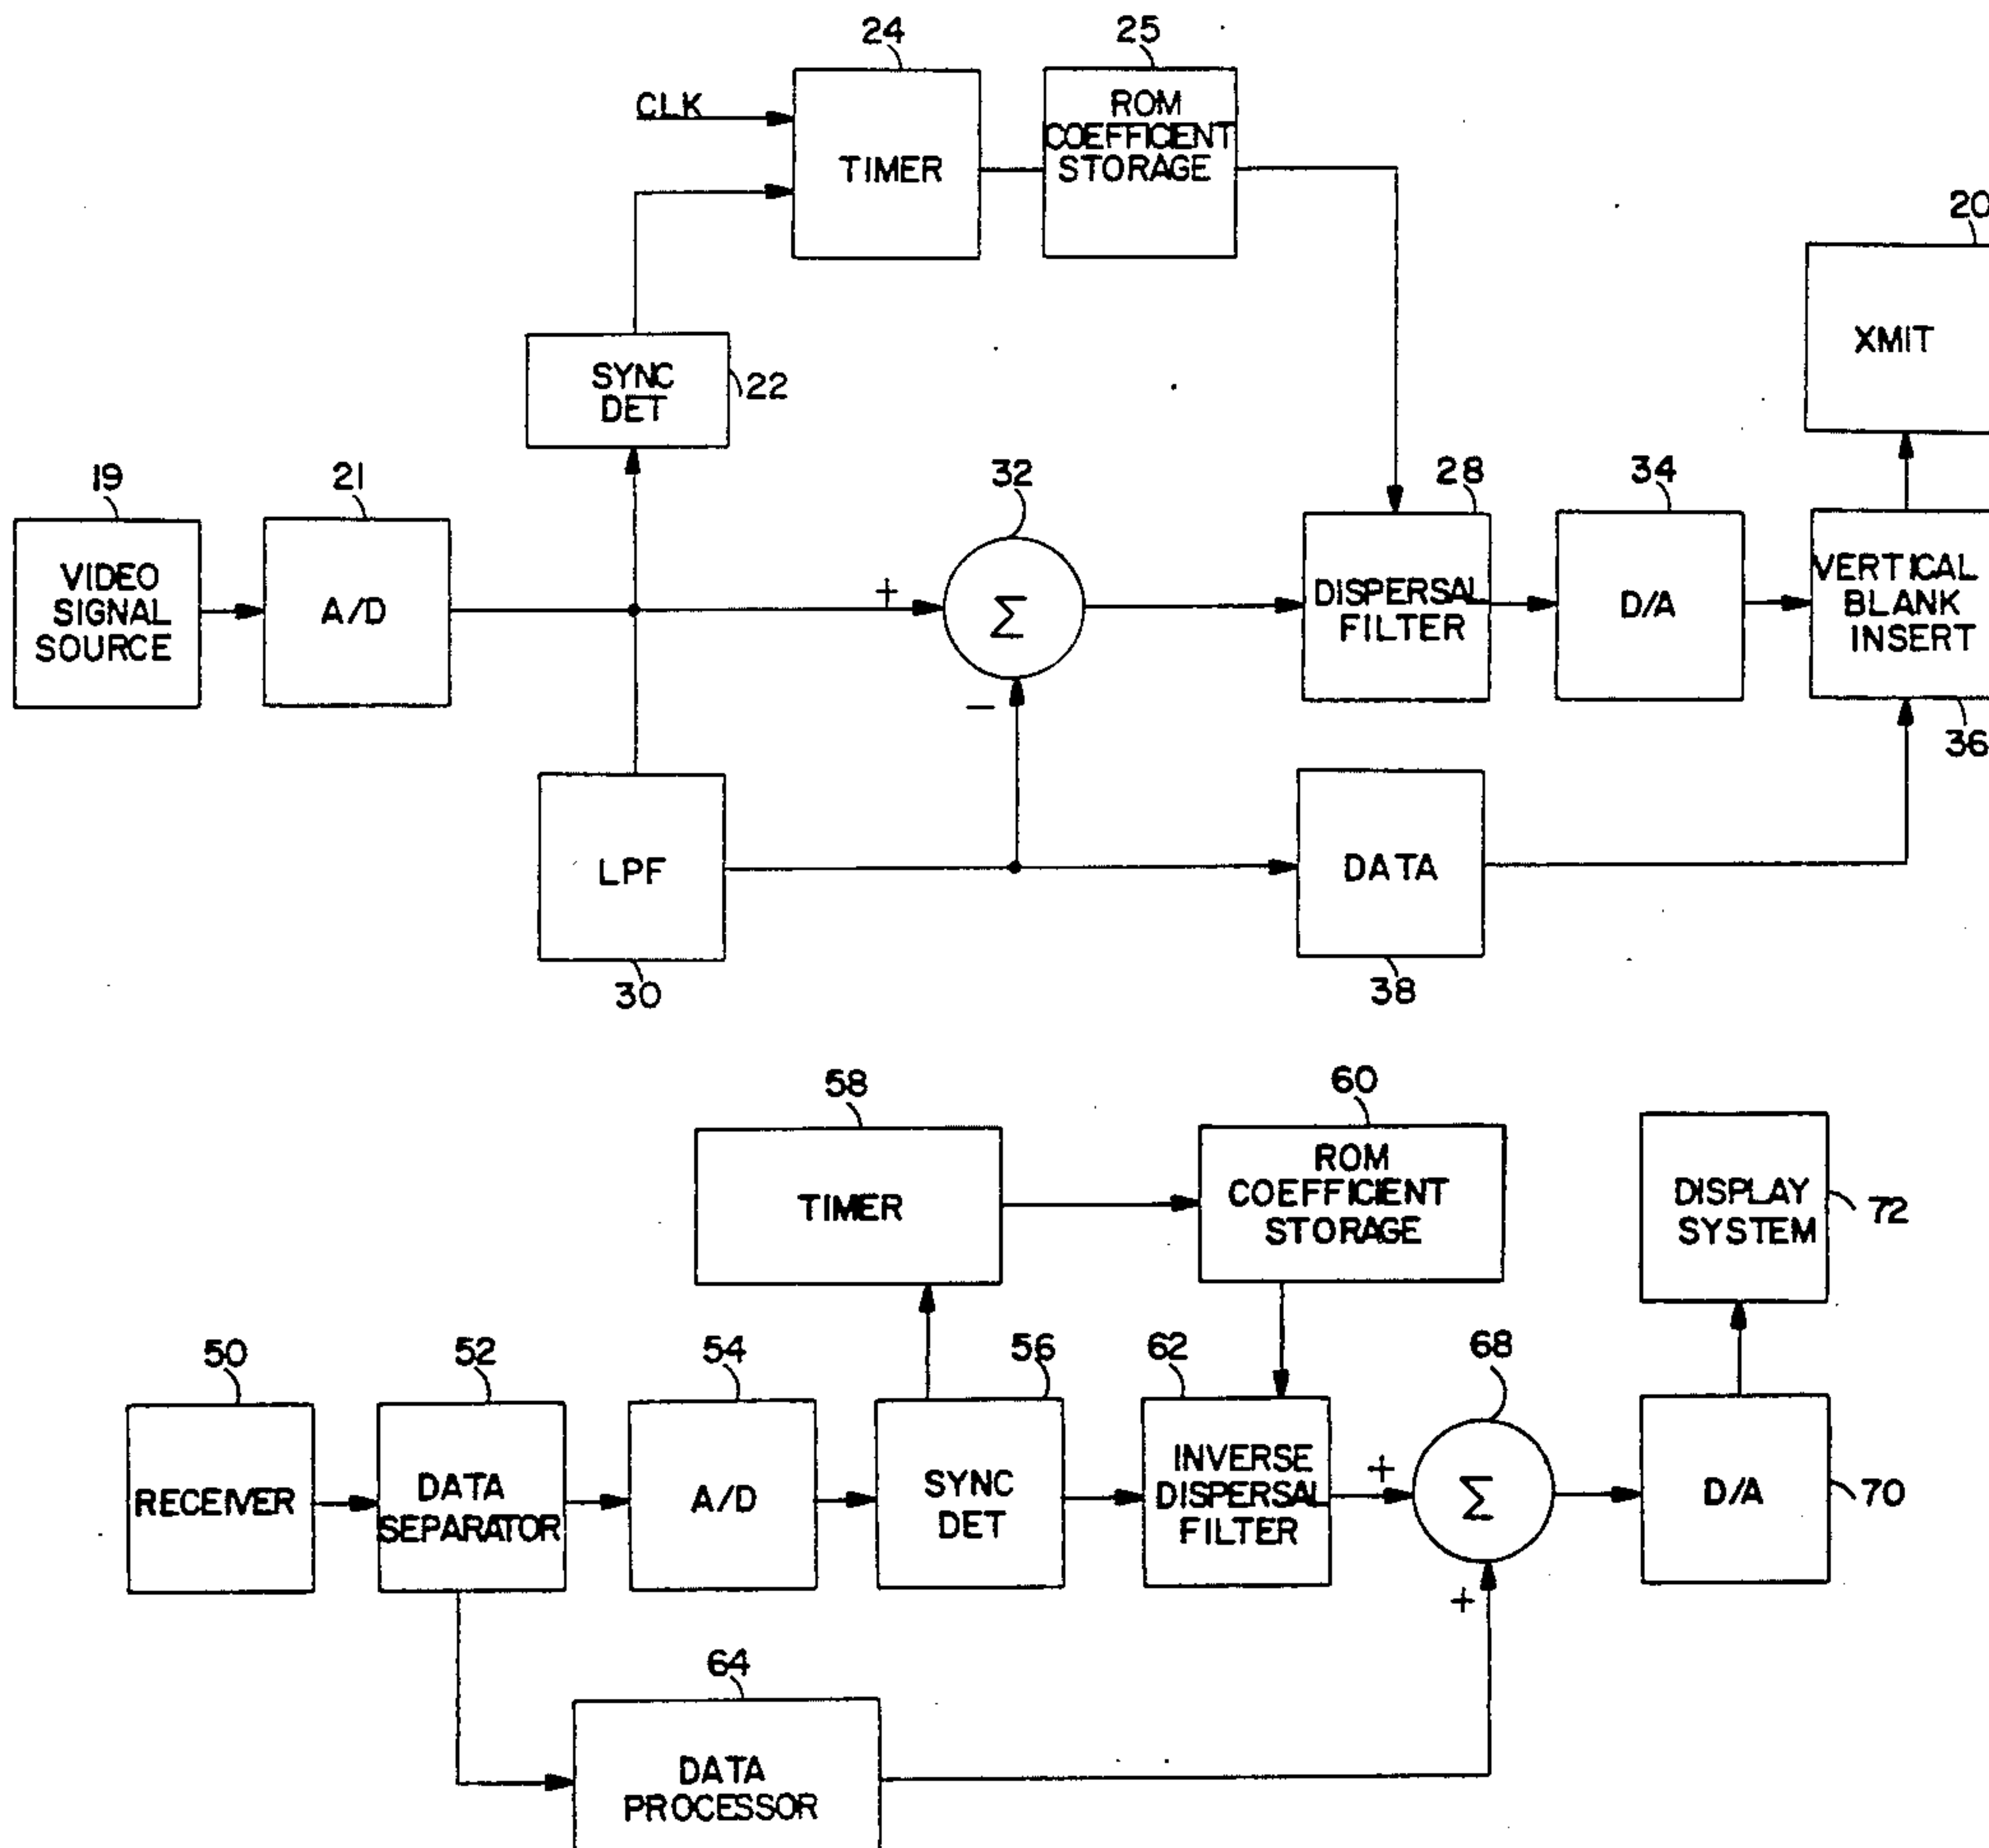 24
25
CLK
TIMER
ROM
COEFFICIENT
STORAGE
20
XMIT
SYNC
DET
22
19
21
32
28
34
VIDEO
SIGNAL
SOURCE
A/D
+
Σ
DISPERSAL
FILTER
D/A
VERTICAL
BLANK
INSERT
−
36
LPF
DATA
30
38
58
60
TIMER
ROM
COEFFICIENT
STORAGE
DISPLAY
SYSTEM
72
50
52
54
56
62
68
RECEIVER
DATA
SEPARATOR
A/D
SYNC
DET
INVERSE
DISPERSAL
FILTER
+
Σ
D/A
70
+
64
DATA
PROCESSOR